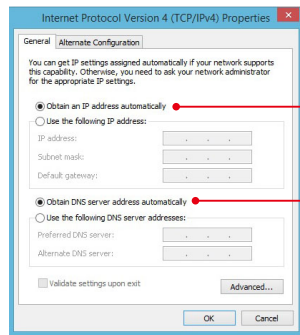 Internet Protocol Version 4 (TCP/IPv4) Properties
General Alternate Configuration
You can get IP settings assigned automatically if your network supports
this capability. Otherwise, you need to ask your network administrator
for the appropriate IP settings.
Obtain an IP address automatically
Use the following IP address:
IP address:
Subnet mask:
Default gateway:
Obtain DNS server address automatically
Use the following DNS server addresses:
Preferred DNS server:
Alternate DNS server:
Validate settings upon exit
Advanced...
OK Cancel